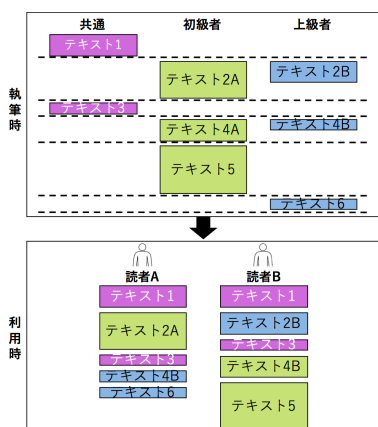 共通 初級者 上級者
テキスト1
テキスト2A テキスト2B
テキスト3
テキスト4A テキスト4B
テキスト5
テキスト6
執筆時
読者A 読者B
テキスト1 テキスト1
テキスト2A テキスト2B
テキスト3 テキスト3
テキスト4B テキスト4B
テキスト6 テキスト5
利用時